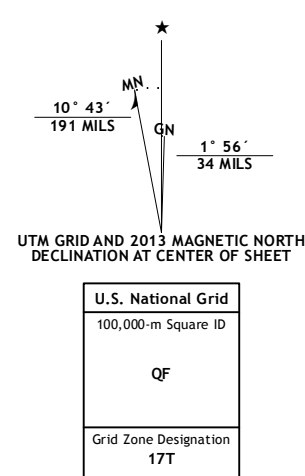 ★
MN
10° 43´
191 MILS
GN
1° 56´
34 MILS
UTM GRID AND 2013 MAGNETIC NORTH
DECLINATION AT CENTER OF SHEET
U.S. National Grid
100,000-m Square ID
QF
Grid Zone Designation
17T